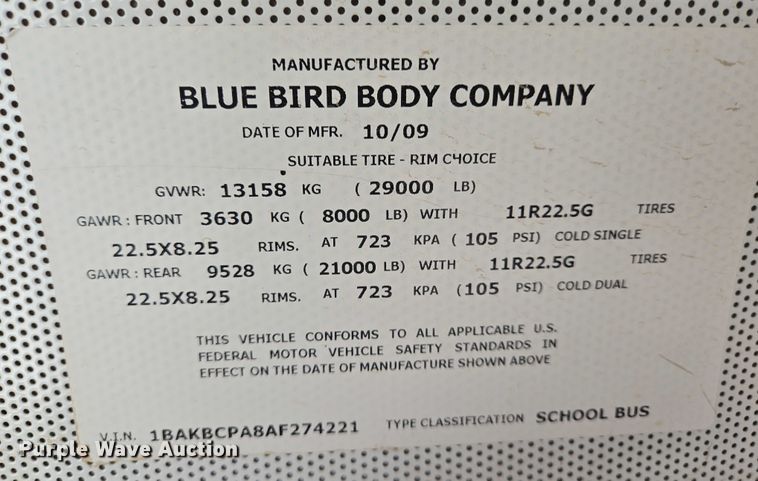 MANUFACTURED BY
BLUE BIRD BODY COMPANY
DATE OF MFR. 10/09
SUITABLE TIRE - RIM CHOICE
GVWR: 13158 KG ( 29000 LB)
GAWR : FRONT 3630 KG ( 8000 LB) WITH 11R22.5G TIRES
22.5X8.25 RIMS. AT 723 KPA ( 105 PSI) COLD SINGLE
GAWR : REAR 9528 KG ( 21000 LB) WITH 11R22.5G TIRES
22.5X8.25 RIMS. AT 723 KPA (105 PSI) COLD DUAL
THIS VEHICLE CONFORMS TO ALL APPLICABLE U.S.
FEDERAL MOTOR VEHICLE SAFETY STANDARDS IN
EFFECT ON THE DATE OF MANUFACTURE SHOWN ABOVE
V.I.N. 1BAKBCPA8AF274221 TYPE CLASSIFICATION SCHOOL BUS
Purple Wave Auction